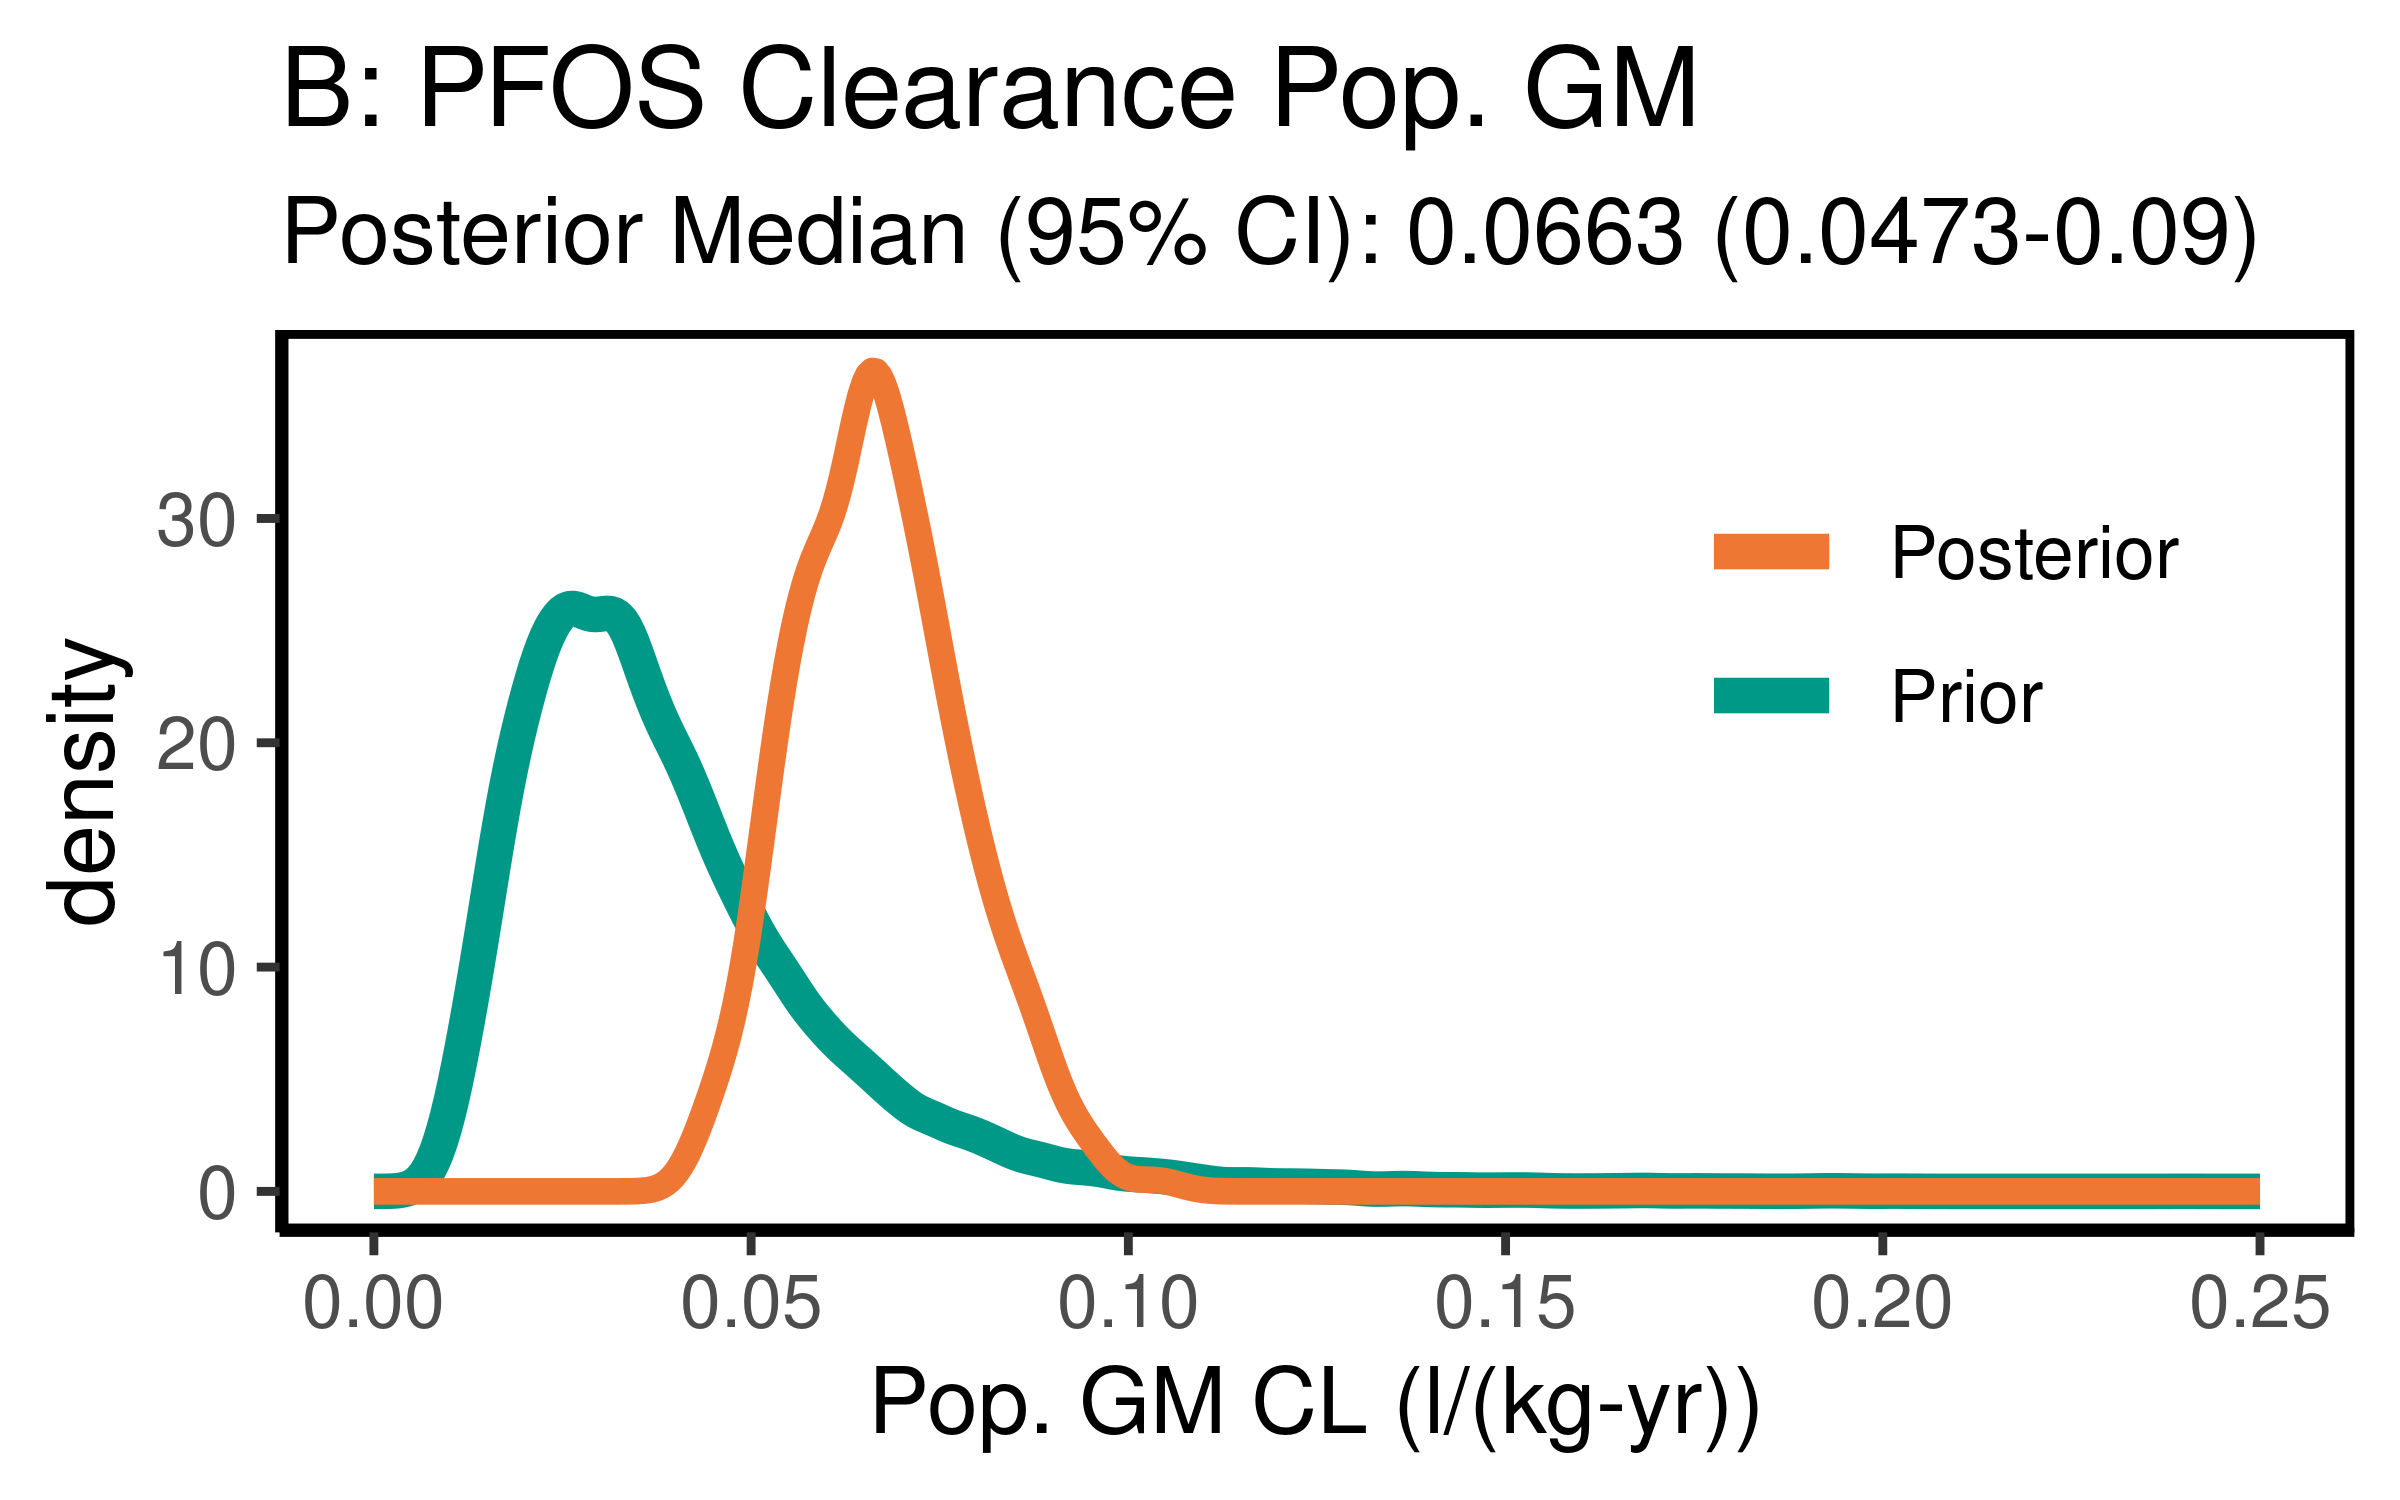 B: PFOS Clearance Pop. GM
Posterior Median (95% CI): 0.0663 (0.0473-0.09)
density
30
20
10
0
Posterior
Prior
0.00 0.05 0.10 0.15 0.20 0.25
Pop. GM CL (l/(kg-yr))